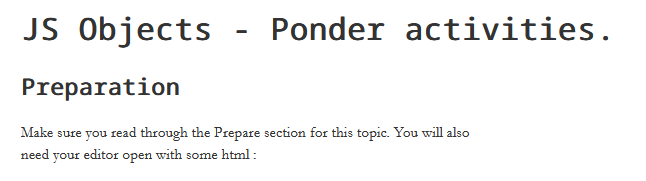 JS Objects - Ponder activities.
Preparation
Make sure you read through the Prepare section for this topic. You will also
need your editor open with some html :